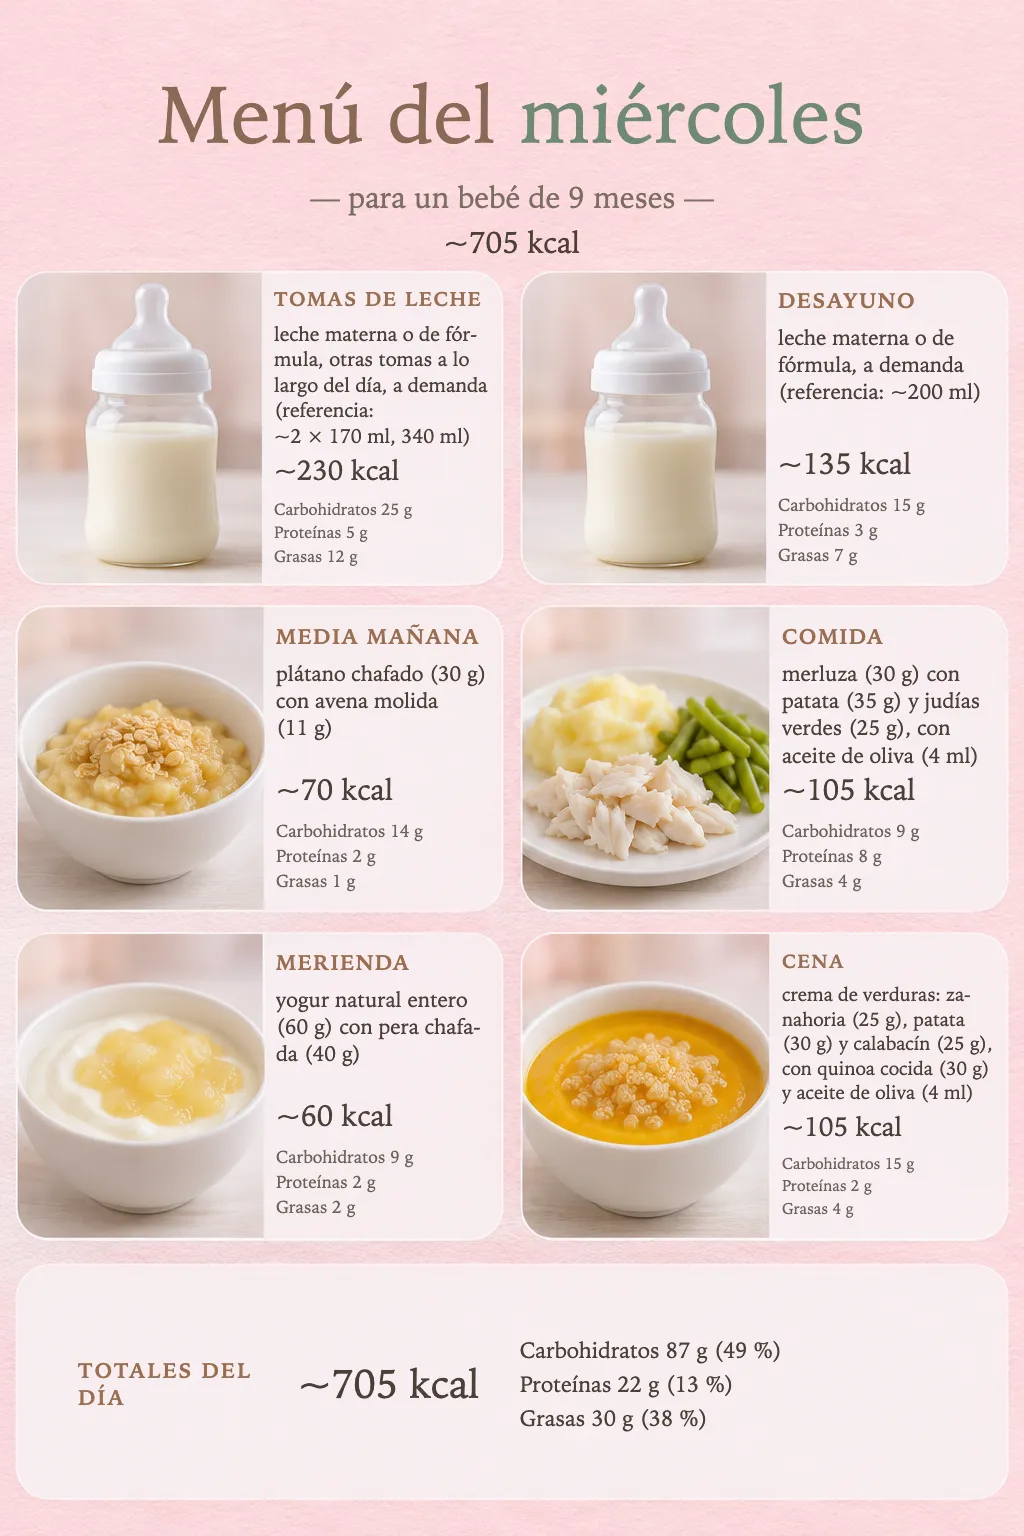 Menú del miércoles
— para un bebé de 9 meses —
~705 kcal
TOMAS DE LECHE
leche materna o de fór-
mula, otras tomas a lo
largo del día, a demanda
(referencia:
~2 × 170 ml, 340 ml)
~230 kcal
Carbohidratos 25 g
Proteínas 5 g
Grasas 12 g
DESAYUNO
leche materna o de
fórmula, a demanda
(referencia: ~200 ml)
~135 kcal
Carbohidratos 15 g
Proteínas 3 g
Grasas 7 g
MEDIA MAÑANA
plátano chafado (30 g)
con avena molida
(11 g)
~70 kcal
Carbohidratos 14 g
Proteínas 2 g
Grasas 1 g
COMIDA
merluza (30 g) con
patata (35 g) y judías
verdes (25 g), con
aceite de oliva (4 ml)
~105 kcal
Carbohidratos 9 g
Proteínas 8 g
Grasas 4 g
MERIENDA
yogur natural entero
(60 g) con pera chafa-
da (40 g)
~60 kcal
Carbohidratos 9 g
Proteínas 2 g
Grasas 2 g
CENA
crema de verduras: za-
nahoria (25 g), patata
(30 g) y calabacín (25 g),
con quinoa cocida (30 g)
y aceite de oliva (4 ml)
~105 kcal
Carbohidratos 15 g
Proteínas 2 g
Grasas 4 g
TOTALES DEL
DÍA
~705 kcal
Carbohidratos 87 g (49 %)
Proteínas 22 g (13 %)
Grasas 30 g (38 %)